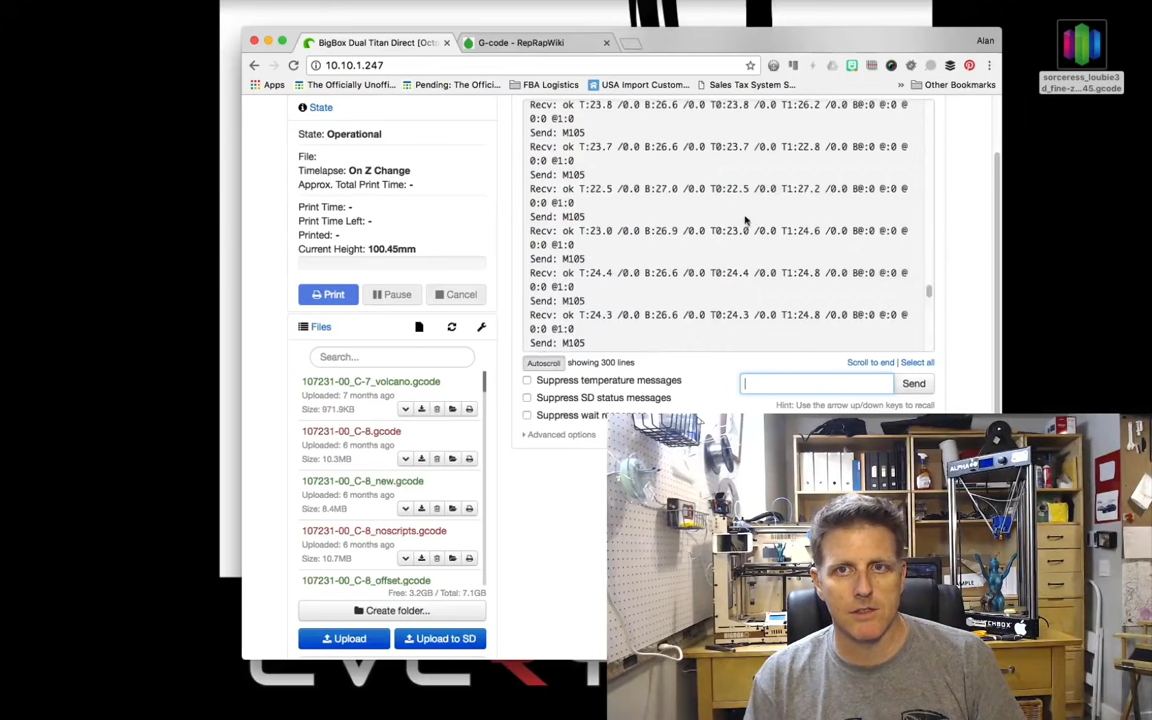 BigBox Dual Titan Direct [Octo
G-code - RepRapWiki
Alan
10.10.1.247
Apps
The Officially Unoffici...
Pending: The Offici...
FBA Logistics
USA Import Custom...
Sales Tax System S...
»
Other Bookmarks
sorceress_loubie3
d_fine-z...45.gcode
State
State: Operational
File:
Timelapse: On Z Change
Approx. Total Print Time: -
Print Time: -
Print Time Left: -
Printed: -
Current Height: 100.45mm
Print
Pause
Cancel
Files
Search...
107231-00_C-7_volcano.gcode
Uploaded: 7 months ago
Size: 971.9KB
107231-00_C-8.gcode
Uploaded: 6 months ago
Size: 10.3MB
107231-00_C-8_new.gcode
Uploaded: 6 months ago
Size: 8.4MB
107231-00_C-8_noscripts.gcode
Uploaded: 6 months ago
Size: 10.7MB
107231-00_C-8_offset.gcode
Free: 3.2GB / Total: 7.1GB
Create folder...
Upload
Upload to SD
Recv: ok T:23.8 /0.0 B:26.6 /0.0 T0:23.8 /0.0 T1:26.2 /0.0 B@:0 @:0 @
0:0 @1:0
Send: M105
Recv: ok T:23.7 /0.0 B:26.6 /0.0 T0:23.7 /0.0 T1:22.8 /0.0 B@:0 @:0 @
0:0 @1:0
Send: M105
Recv: ok T:22.5 /0.0 B:27.0 /0.0 T0:22.5 /0.0 T1:27.2 /0.0 B@:0 @:0 @
0:0 @1:0
Send: M105
Recv: ok T:23.0 /0.0 B:26.9 /0.0 T0:23.0 /0.0 T1:24.6 /0.0 B@:0 @:0 @
0:0 @1:0
Send: M105
Recv: ok T:24.4 /0.0 B:26.6 /0.0 T0:24.4 /0.0 T1:24.8 /0.0 B@:0 @:0 @
0:0 @1:0
Send: M105
Recv: ok T:24.3 /0.0 B:26.6 /0.0 T0:24.3 /0.0 T1:24.8 /0.0 B@:0 @:0 @
0:0 @1:0
Send: M105
Autoscroll showing 300 lines
Scroll to end | Select all
Suppress temperature messages
Send
Suppress SD status messages
Hint: Use the arrow up/down keys to recall
Suppress wait
Advanced options
ALPHA
SAMPLE
MATCHBOX